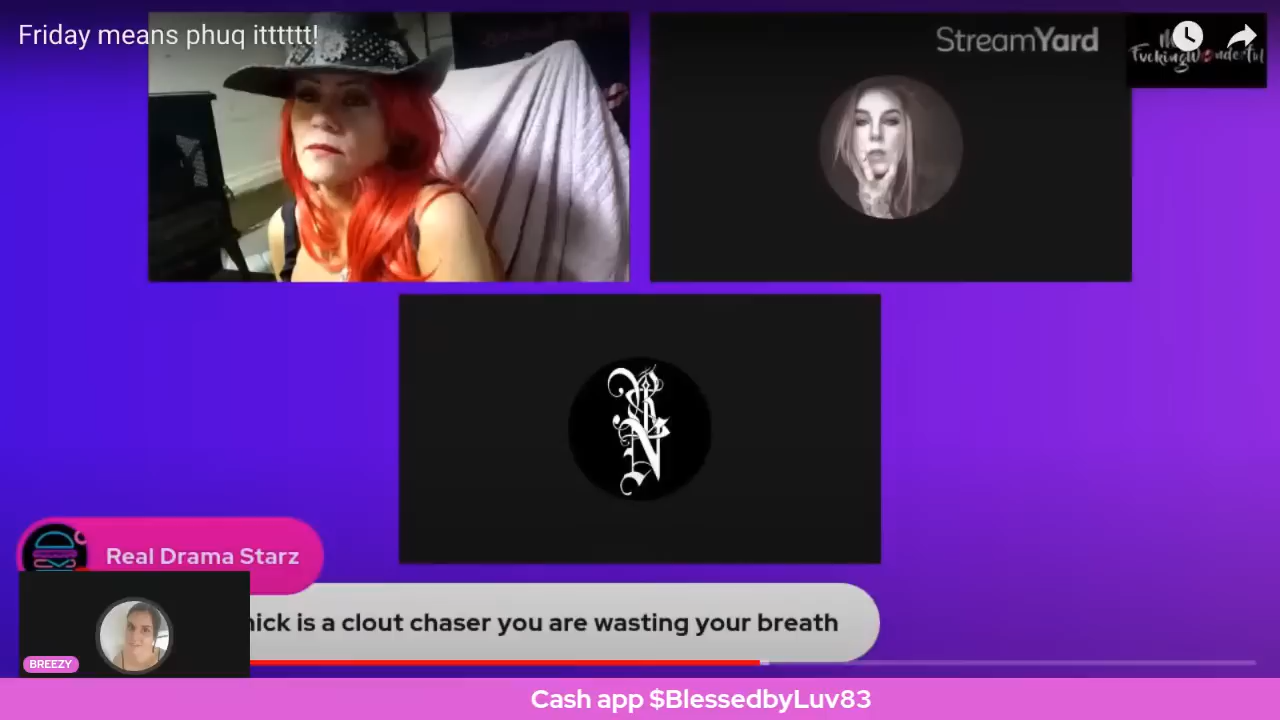 Friday means phuq itttttt!
StreamYard
Real Drama Starz
hick is a clout chaser you are wasting your breath
BREEZY
Cash app $BlessedbyLuv83